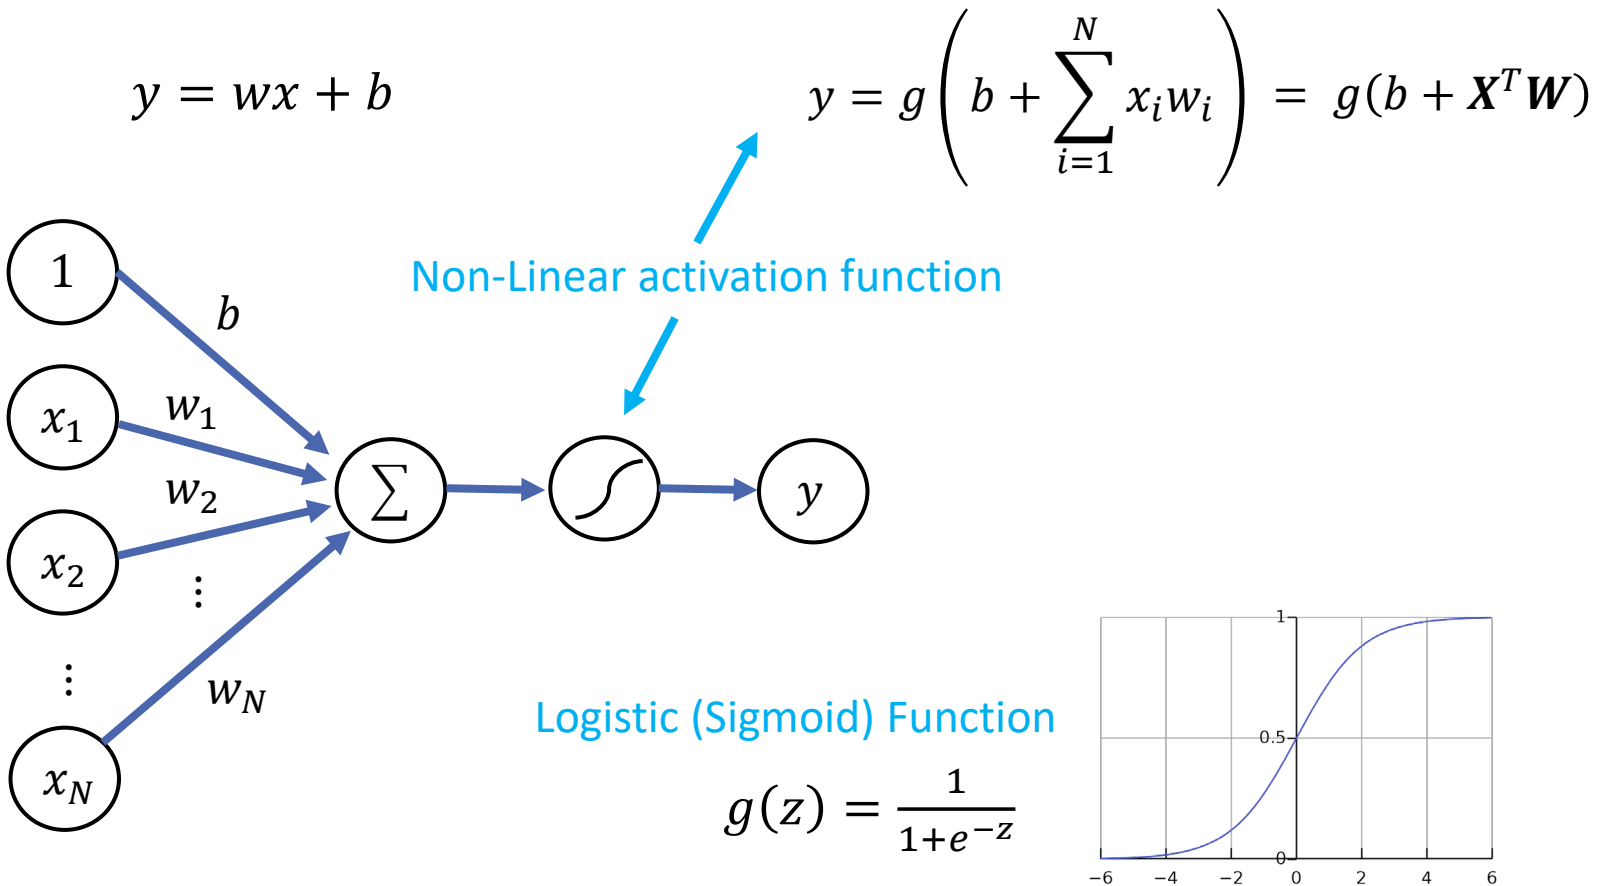 y = wx + b
y = g(b + ∑_{i=1}^{N} x_i w_i) = g(b + X^T W)
Non-Linear activation function
1
b
x_1
w_1
w_2
∑
y
x_2
⋮
⋮
w_N
x_N
Logistic (Sigmoid) Function
g(z) = 1/(1+e^{-z})
1
0.5
0
−6 −4 −2 0 2 4 6